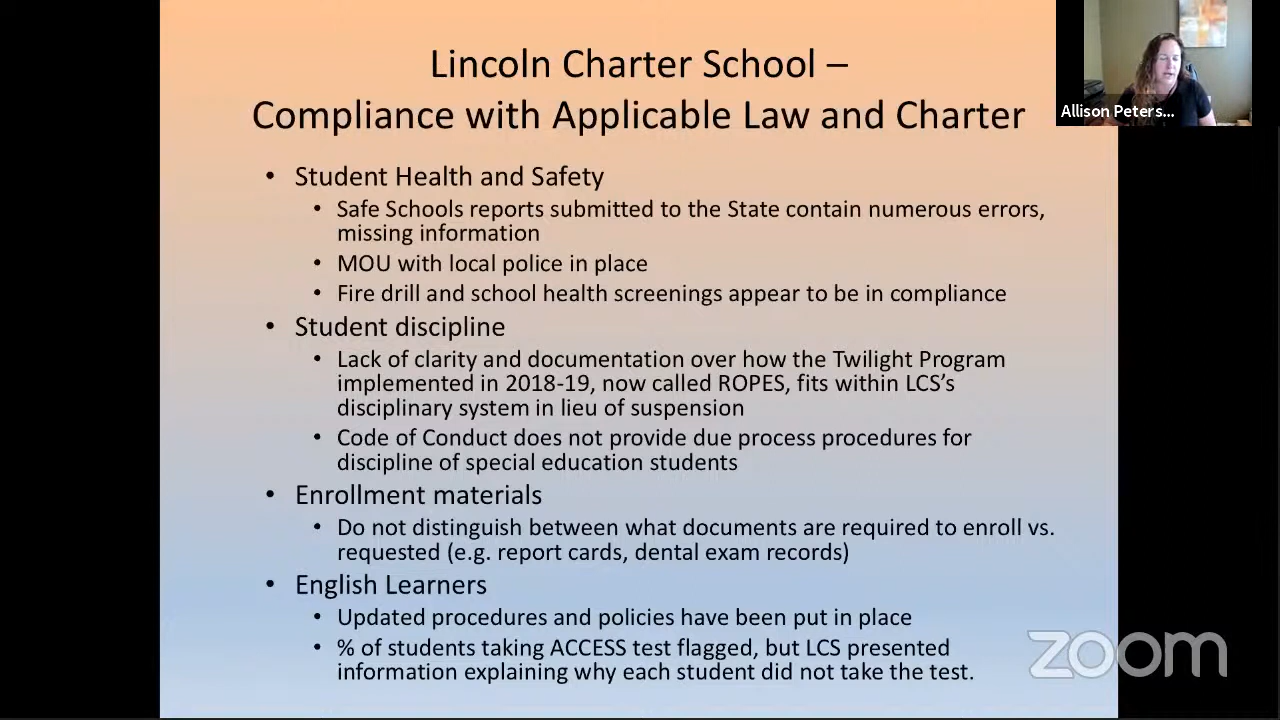 Lincoln Charter School –
Compliance with Applicable Law and Charter
Allison Peters...
• Student Health and Safety
• Safe Schools reports submitted to the State contain numerous errors,
missing information
• MOU with local police in place
• Fire drill and school health screenings appear to be in compliance
• Student discipline
• Lack of clarity and documentation over how the Twilight Program
implemented in 2018-19, now called ROPES, fits within LCS's
disciplinary system in lieu of suspension
• Code of Conduct does not provide due process procedures for
discipline of special education students
• Enrollment materials
• Do not distinguish between what documents are required to enroll vs.
requested (e.g. report cards, dental exam records)
• English Learners
• Updated procedures and policies have been put in place
• % of students taking ACCESS test flagged, but LCS presented
information explaining why each student did not take the test.
zoom